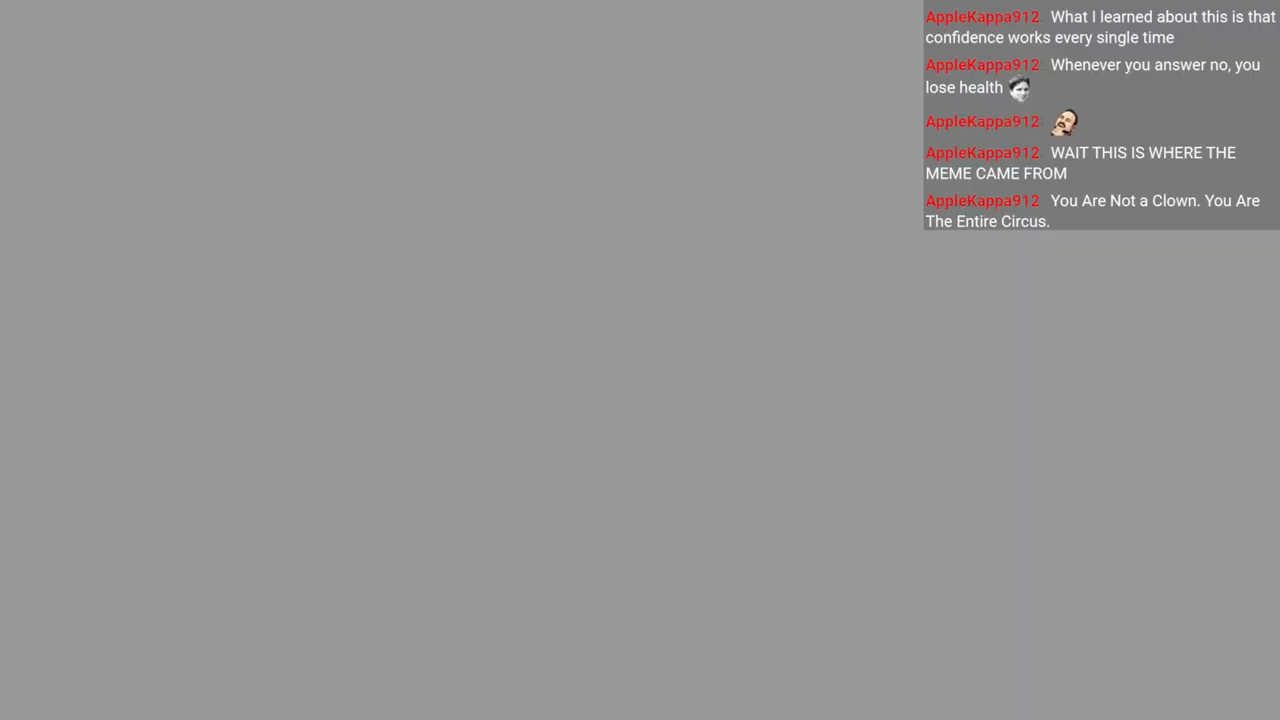 AppleKappa912: What I learned about this is that
confidence works every single time
AppleKappa912: Whenever you answer no, you
lose health
AppleKappa912:
AppleKappa912: WAIT THIS IS WHERE THE
MEME CAME FROM
AppleKappa912: You Are Not a Clown. You Are
The Entire Circus.